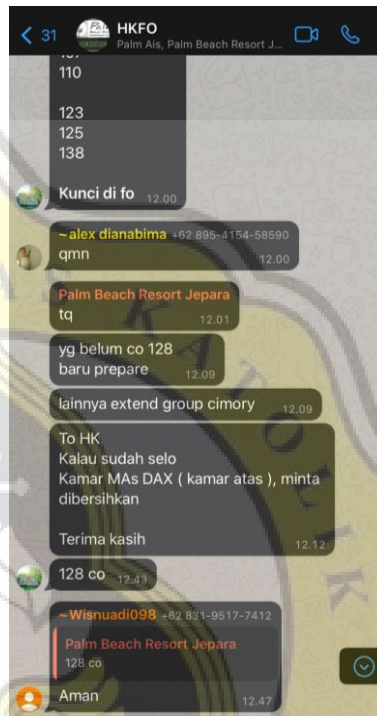 31
HKFO
Palm Ais, Palm Beach Resort J...
110
123
125
138
Kunci di fo 12.00
~alex dianabima +62 895-4154-58590
qmn 12.00
Palm Beach Resort Jepara
tq 12.01
yg belum co 128
baru prepare 12.09
lainnya extend group cimory 12.09
To HK
Kalau sudah selo
Kamar MAs DAX ( kamar atas ), minta
dibersihkan
Terima kasih 12.12
128 co 12.43
~Wisnuadi098 +62 831-9517-7412
Palm Beach Resort Jepara
128 co
Aman 12.47
KATOLIK